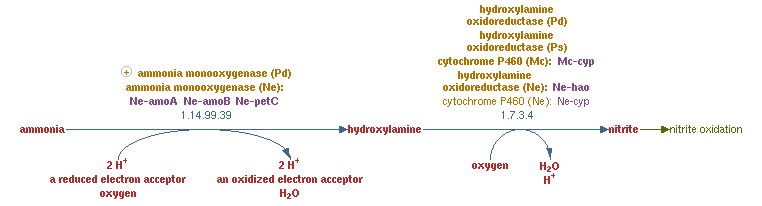 hydroxylamine
oxidoreductase (Pd)
hydroxylamine
oxidoreductase (Ps)
cytochrome P460 (Mc): Mc-cyp
hydroxylamine
oxidoreductase (Ne): Ne-hao
cytochrome P460 (Ne): Ne-cyp
1.7.3.4
+ ammonia monooxygenase (Pd)
ammonia monooxygenase (Ne):
Ne-amoA Ne-amoB Ne-petC
1.14.99.39
ammonia hydroxylamine nitrite nitrite oxidation
2 H+
a reduced electron acceptor
oxygen
2 H+
an oxidized electron acceptor
H2O
oxygen
H2O
H+